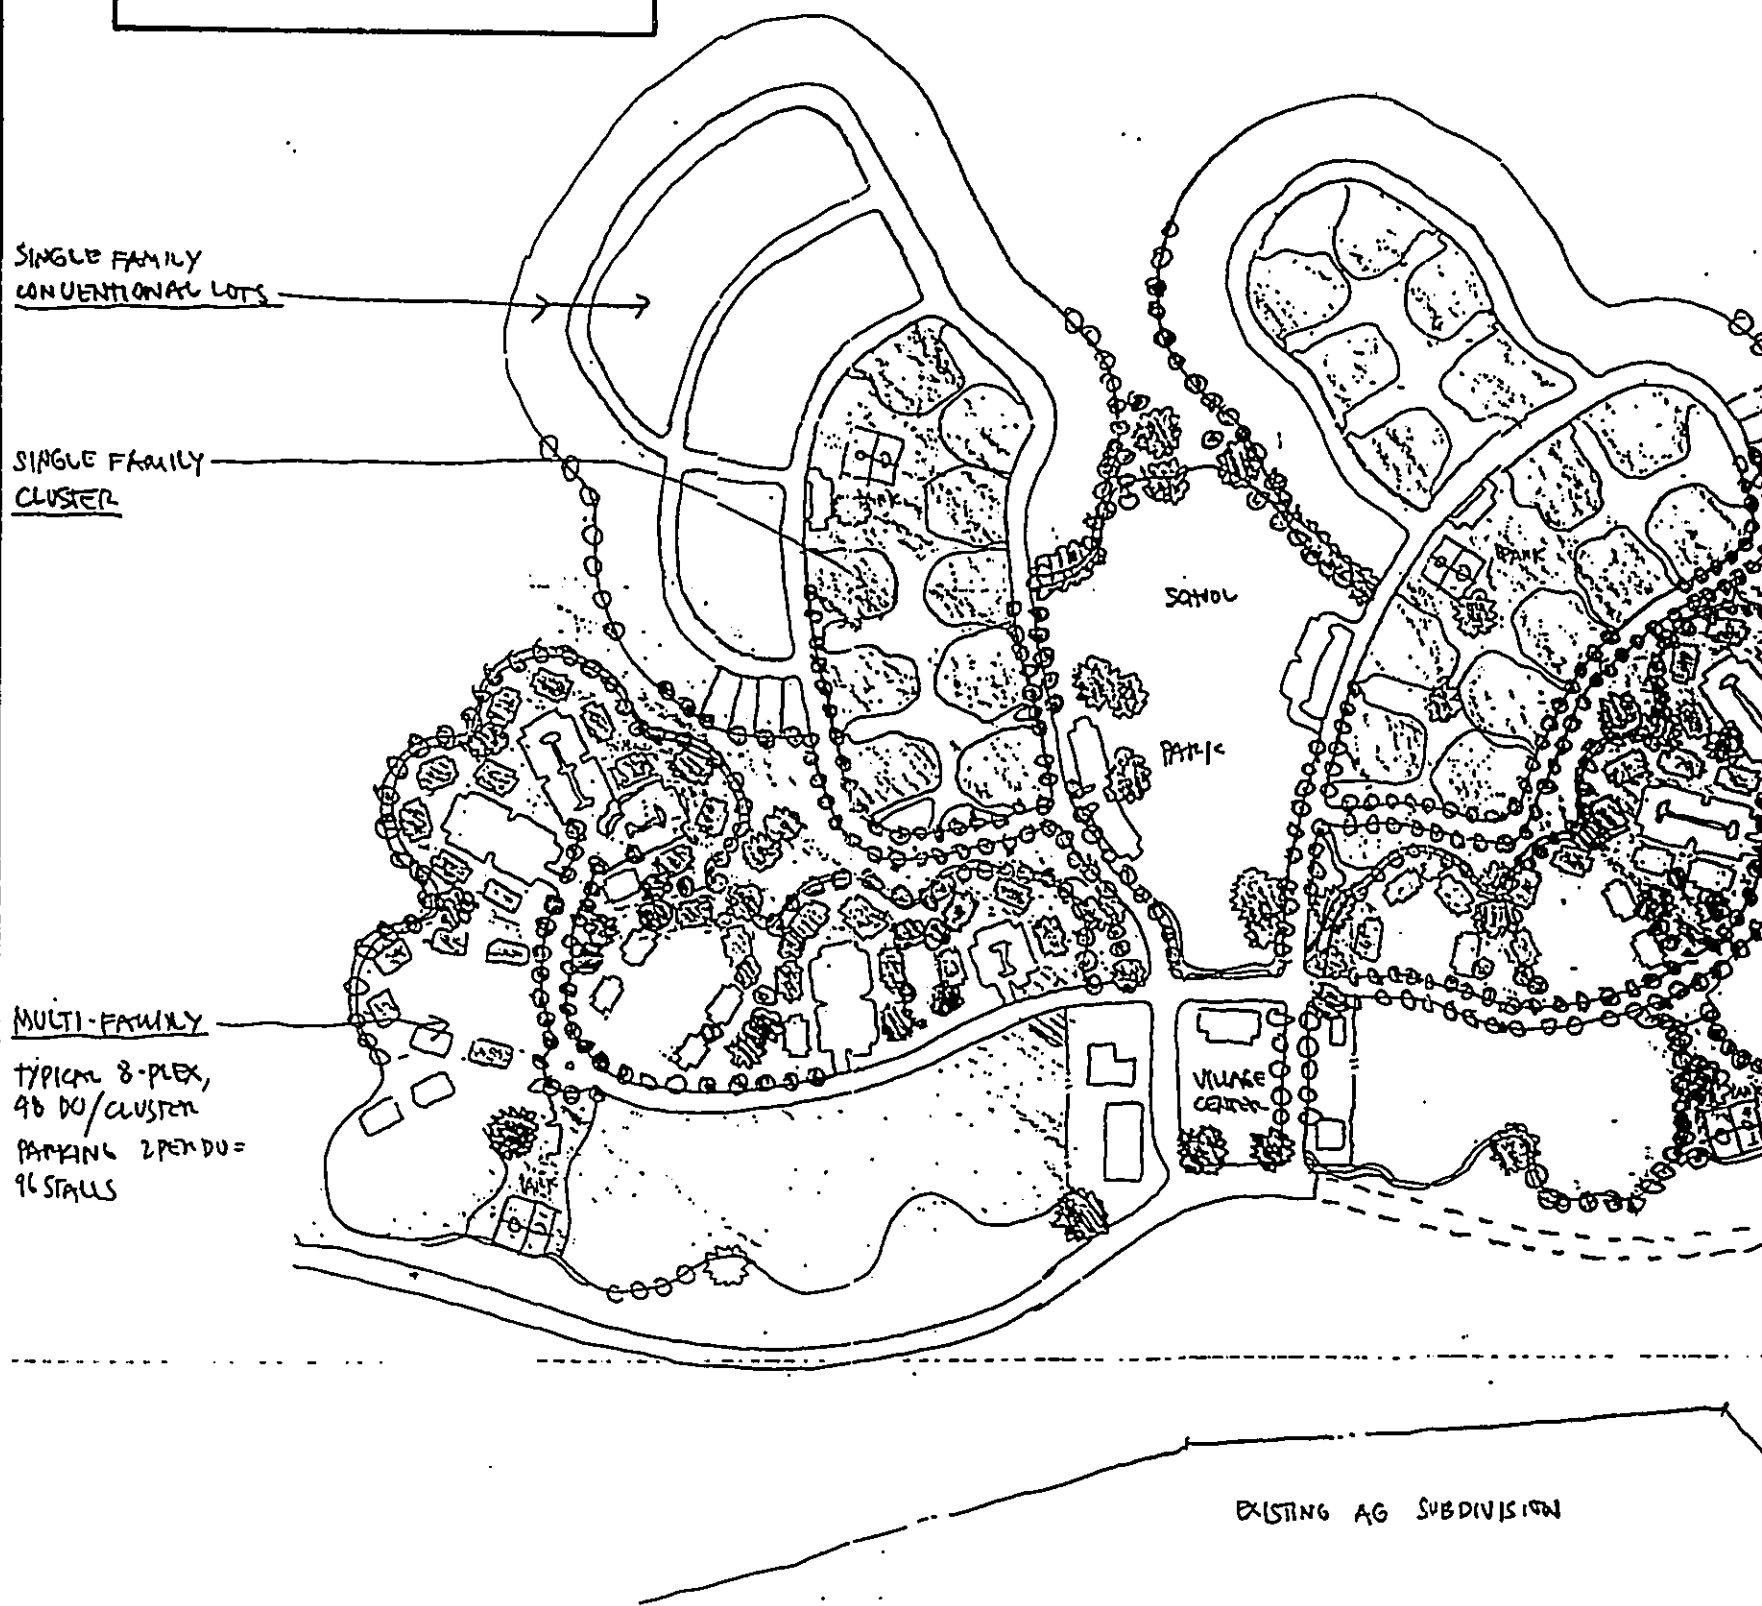 SINGLE FAMILY
CONVENTIONAL LOTS
SINGLE FAMILY
CLUSTER
PARK
PARK
SCHOOL
PARK
MULTI-FAMILY
TYPICAL 8-PLEX,
48 DU/CLUSTER
PARKING 2 PER DU =
96 STALLS
VILLAGE
CENTER
EXISTING AG SUBDIVISION